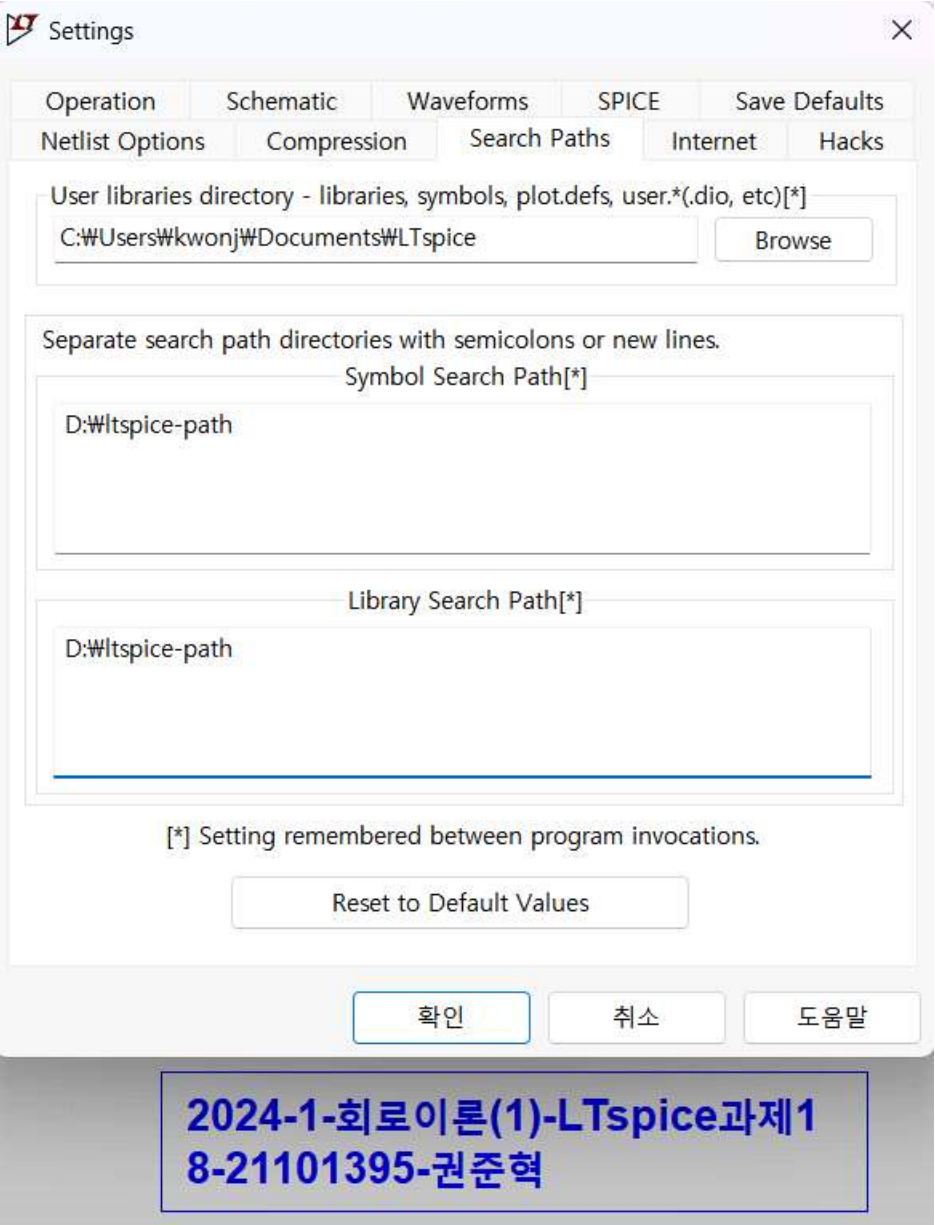 Settings
Operation Schematic Waveforms SPICE Save Defaults
Netlist Options Compression Search Paths Internet Hacks
User libraries directory - libraries, symbols, plot.defs, user.*(.dio, etc)[*]
C:₩Users₩kwonj₩Documents₩LTspice Browse
Separate search path directories with semicolons or new lines.
Symbol Search Path[*]
D:₩ltspice-path
Library Search Path[*]
D:₩ltspice-path
[*] Setting remembered between program invocations.
Reset to Default Values
확인 취소 도움말
2024-1-회로이론(1)-LTspice과제1
8-21101395-권준혁